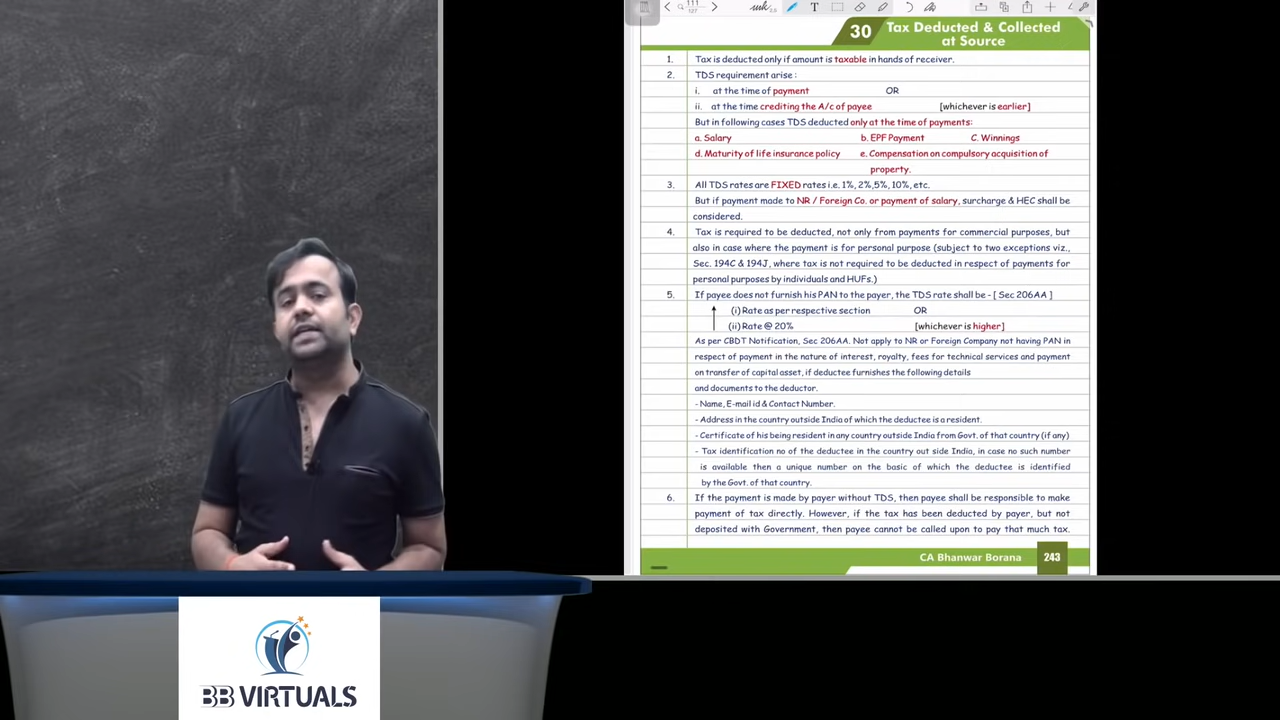 111
127
30 Tax Deducted & Collected
at Source
1. Tax is deducted only if amount is taxable in hands of receiver.
2. TDS requirement arise :
i. at the time of payment OR
ii. at the time crediting the A/c of payee [whichever is earlier]
But in following cases TDS deducted only at the time of payments:
a. Salary b. EPF Payment C. Winnings
d. Maturity of life insurance policy e. Compensation on compulsory acquisition of
property.
3. All TDS rates are FIXED rates i.e. 1%, 2%,5%, 10%, etc.
But if payment made to NR / Foreign Co. or payment of salary, surcharge & HEC shall be
considered.
4. Tax is required to be deducted, not only from payments for commercial purposes, but
also in case where the payment is for personal purpose (subject to two exceptions viz.,
Sec. 194C & 194J, where tax is not required to be deducted in respect of payments for
personal purposes by individuals and HUFs.)
5. If payee does not furnish his PAN to the payer, the TDS rate shall be - [ Sec 206AA ]
(i) Rate as per respective section OR
(ii) Rate @ 20% [whichever is higher]
As per CBDT Notification, Sec 206AA. Not apply to NR or Foreign Company not having PAN in
respect of payment in the nature of interest, royalty, fees for technical services and payment
on transfer of capital asset, if deductee furnishes the following details
and documents to the deductor.
- Name, E-mail id & Contact Number.
- Address in the country outside India of which the deductee is a resident.
- Certificate of his being resident in any country outside India from Govt. of that country (if any)
- Tax identification no of the deductee in the country out side India, in case no such number
is available then a unique number on the basic of which the deductee is identified
by the Govt. of that country.
6. If the payment is made by payer without TDS, then payee shall be responsible to make
payment of tax directly. However, if the tax has been deducted by payer, but not
deposited with Government, then payee cannot be called upon to pay that much tax.
CA Bhanwar Borana 243
BB VIRTUALS